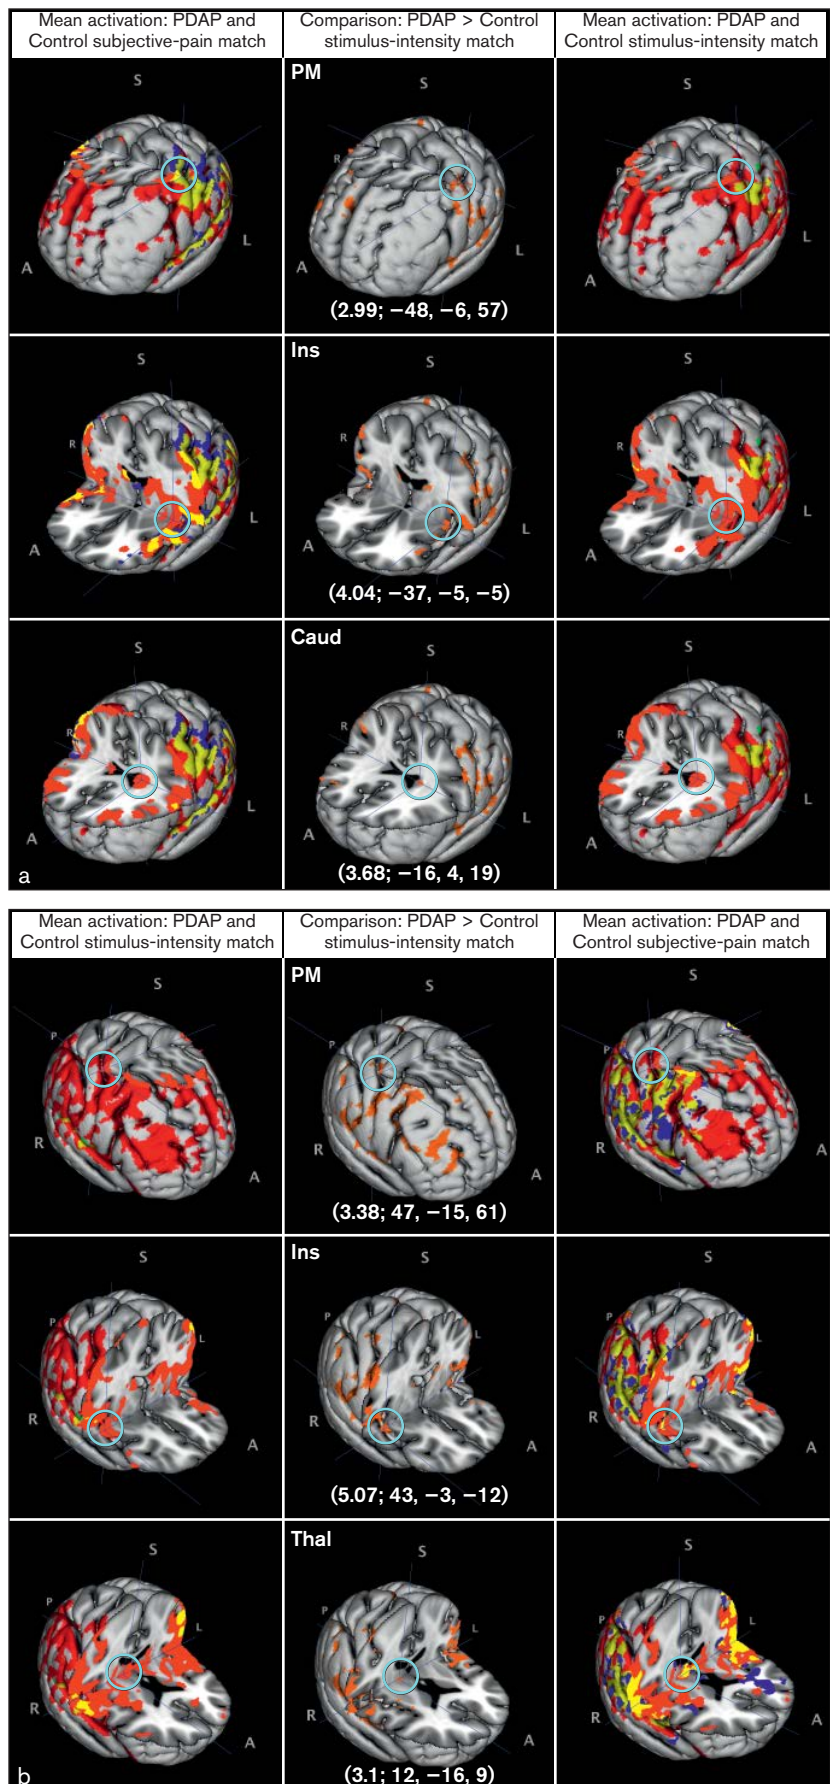 Mean activation: PDAP and
Control subjective-pain match
Comparison: PDAP > Control
stimulus-intensity match
Mean activation: PDAP and
Control stimulus-intensity match
S
A
L
PM
S
R
A
L
(2.99; −48, −6, 57)
S
A
L
S
R
A
L
Ins
S
R
A
L
(4.04; −37, −5, −5)
S
R
A
L
S
R
A
L
a
Caud
S
R
A
L
(3.68; −16, 4, 19)
S
R
A
L
Mean activation: PDAP and
Control stimulus-intensity match
Comparison: PDAP > Control
stimulus-intensity match
Mean activation: PDAP and
Control subjective-pain match
S
P
R
A
PM
S
P
R
A
(3.38; 47, −15, 61)
S
P
R
A
S
P
L
R
A
Ins
S
P
L
R
A
(5.07; 43, −3, −12)
S
P
L
R
A
S
P
L
R
A
b
Thal
S
P
L
R
A
(3.1; 12, −16, 9)
S
P
L
R
A